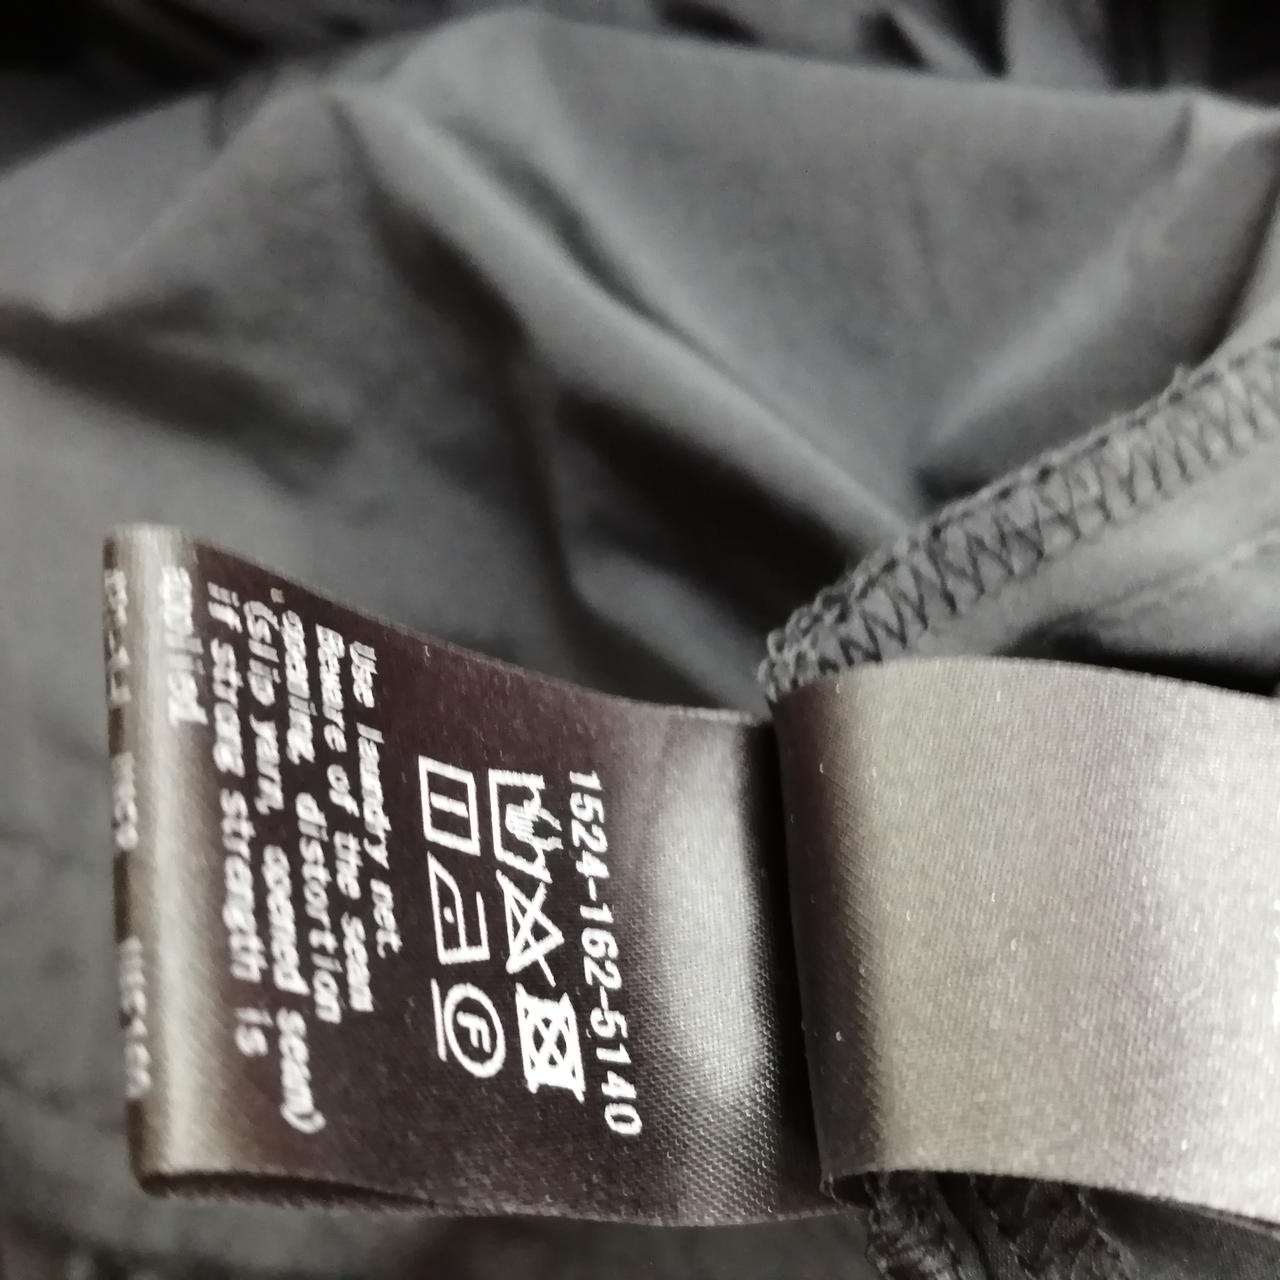 1524-162-5140
F
Use laundry net.
Beware of the seam
opening, distortion
(slip yarn, opened seam)
if strong strength is
applied.